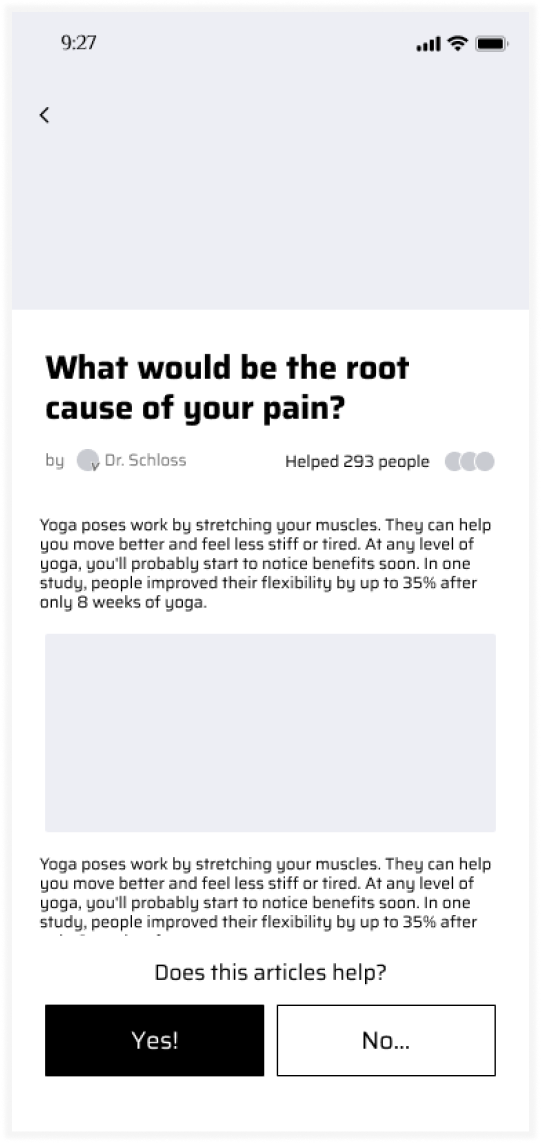 9:27
What would be the root
cause of your pain?
by Dr. Schloss Helped 293 people
Yoga poses work by stretching your muscles. They can help
you move better and feel less stiff or tired. At any level of
yoga, you'll probably start to notice benefits soon. In one
study, people improved their flexibility by up to 35% after
only 8 weeks of yoga.
Yoga poses work by stretching your muscles. They can help
you move better and feel less stiff or tired. At any level of
yoga, you'll probably start to notice benefits soon. In one
study, people improved their flexibility by up to 35% after
Does this articles help?
Yes! No...